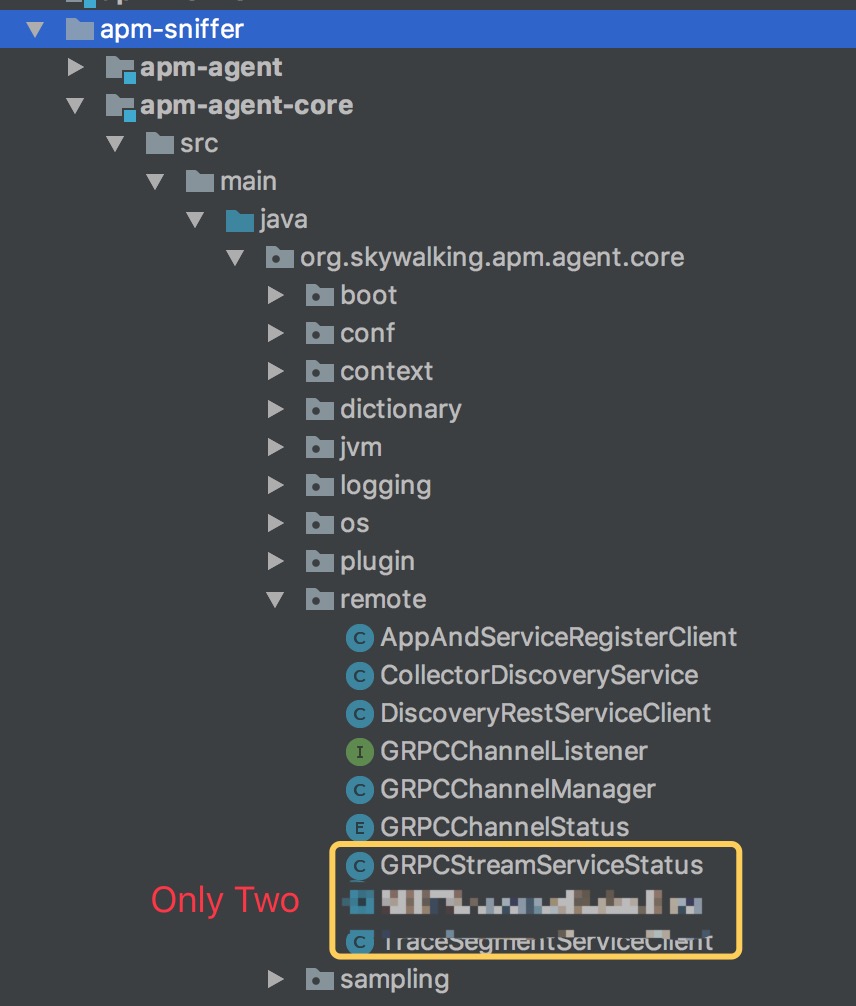 apm-sniffer
apm-agent
apm-agent-core
src
main
java
org.skywalking.apm.agent.core
boot
conf
context
dictionary
jvm
logging
os
plugin
remote
C AppAndServiceRegisterClient
C CollectorDiscoveryService
C DiscoveryRestServiceClient
I GRPCChannelListener
C GRPCChannelManager
E GRPCChannelStatus
C GRPCStreamServiceStatus
Only Two
C TraceSegmentServiceClient
sampling